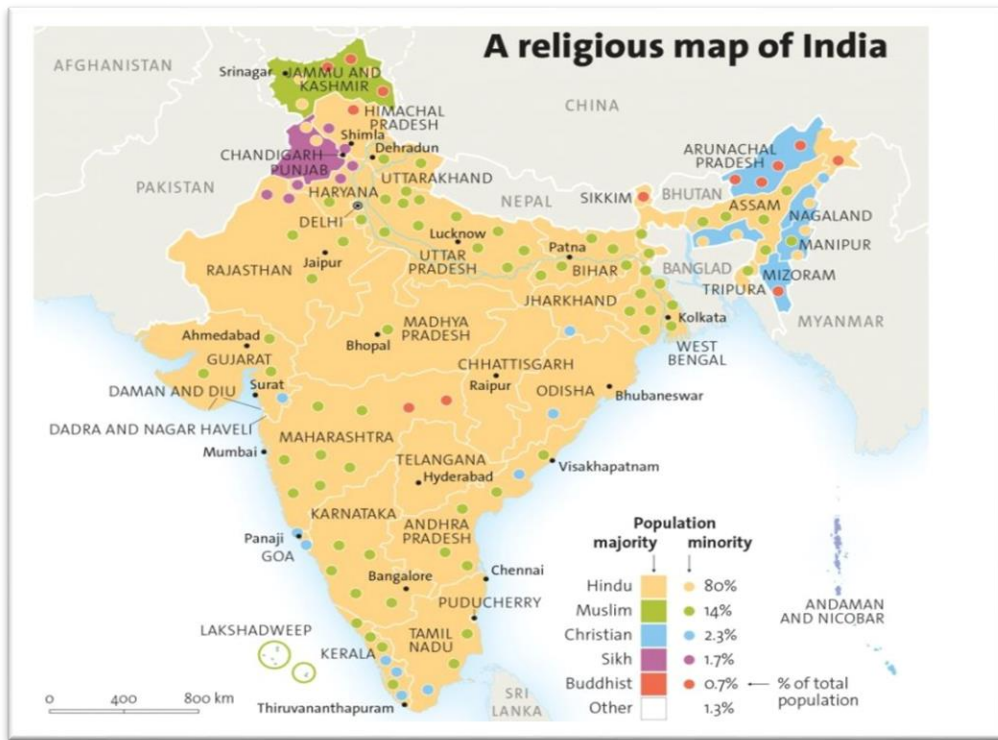 A religious map of India
AFGHANISTAN
Srinagar
JAMMU AND
KASHMIR
CHINA
HIMACHAL
PRADESH
Shimla
Dehradun
CHANDIGARH
PUNJAB
UTTARAKHAND
PAKISTAN
HARYANA
DELHI
NEPAL
SIKKIM
BHUTAN
ARUNACHAL
PRADESH
ASSAM
NAGALAND
MANIPUR
Lucknow
Patna
UTTAR
PRADESH
BIHAR
BANGLAD
MIZORAM
TRIPURA
RAJASTHAN
Jaipur
JHARKHAND
Kolkata
MYANMAR
WEST
BENGAL
Ahmedabad
MADHYA
PRADESH
Bhopal
GUJARAT
CHHATTISGARH
Raipur
ODISHA
Bhubaneswar
DAMAN AND DIU
Surat
DADRA AND NAGAR HAVELI
Mumbai
MAHARASHTRA
TELANGANA
Hyderabad
Visakhapatnam
KARNATAKA
ANDHRA
PRADESH
Panaji
GOA
Bangalore
Chennai
PUDUCHERRY
LAKSHADWEEP
KERALA
TAMIL
NADU
Thiruvananthapuram
SRI
LANKA
ANDAMAN
AND NICOBAR
0 400 800 km
Population
majority minority
Hindu 80%
Muslim 14%
Christian 2.3%
Sikh 1.7%
Buddhist 0.7% % of total
population
Other 1.3%